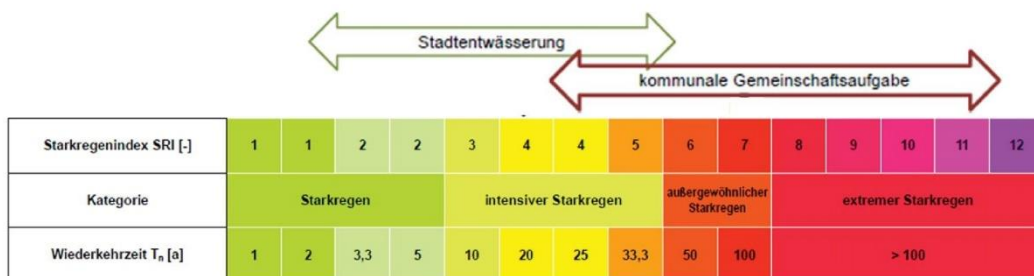 Stadtentwässerung
kommunale Gemeinschaftsaufgabe
Starkregenindex SRI [-] 1 1 2 2 3 4 4 5 6 7 8 9 10 11 12
Kategorie Starkregen intensiver Starkregen außergewöhnlicher Starkregen extremer Starkregen
Wiederkehrzeit Tn [a] 1 2 3,3 5 10 20 25 33,3 50 100 > 100